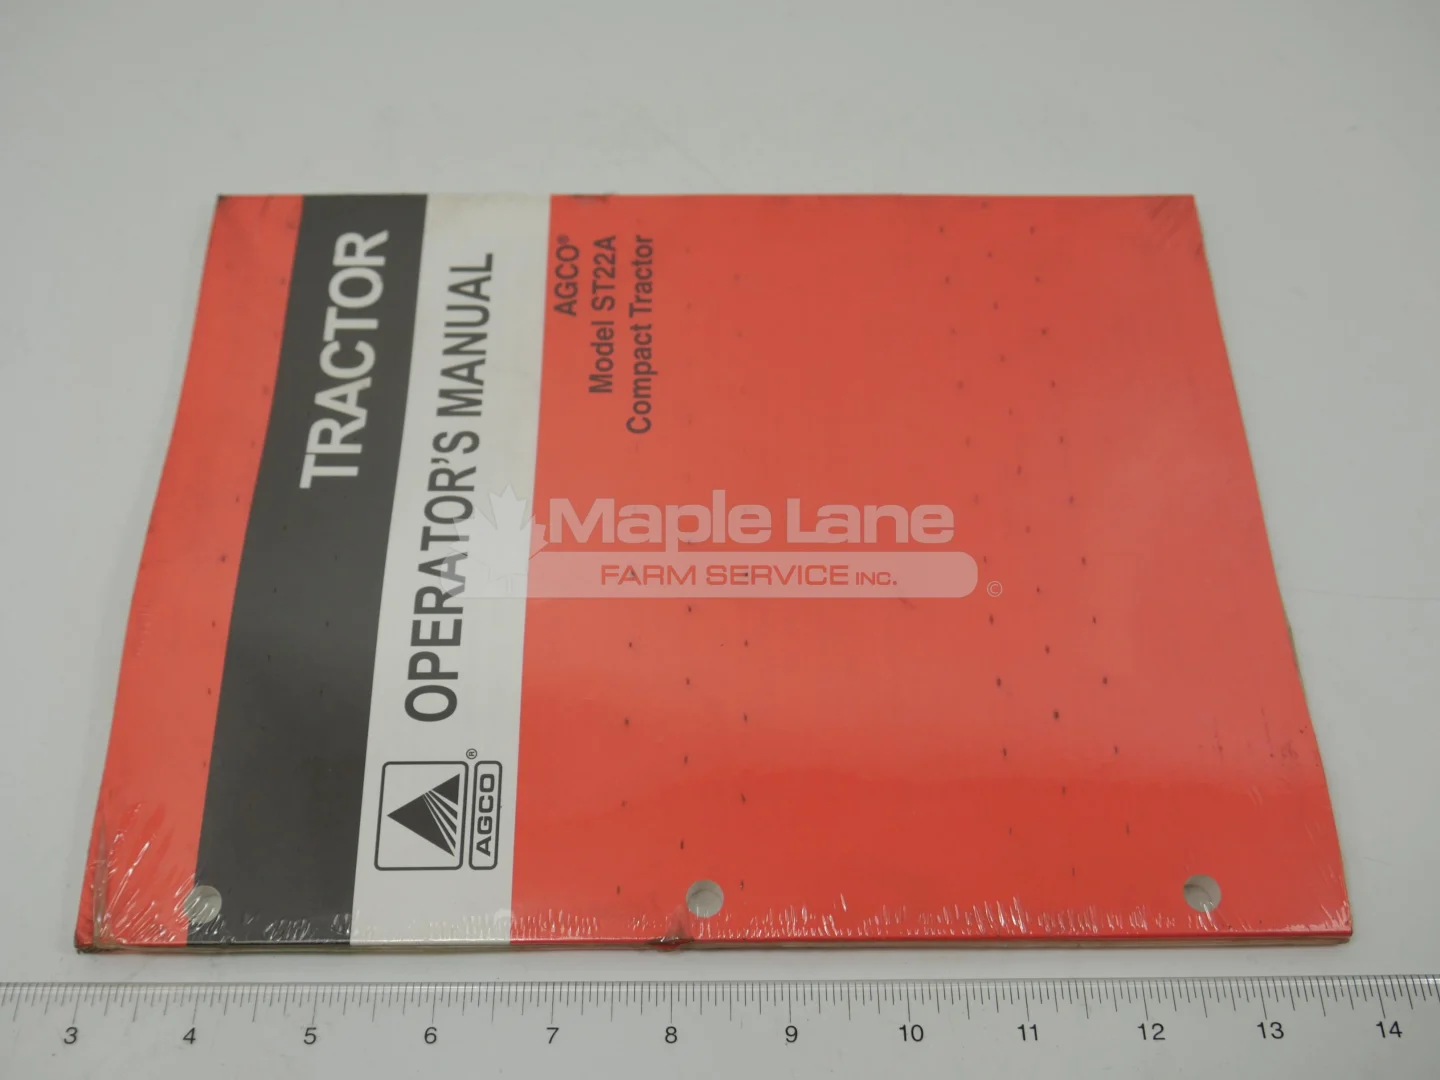 TRACTOR
OPERATOR'S MANUAL
AGCO®
AGCO®
Model ST22A
Compact Tractor
Maple Lane
FARM SERVICE INC.
©
3 4 5 6 7 8 9 10 11 12 13 14